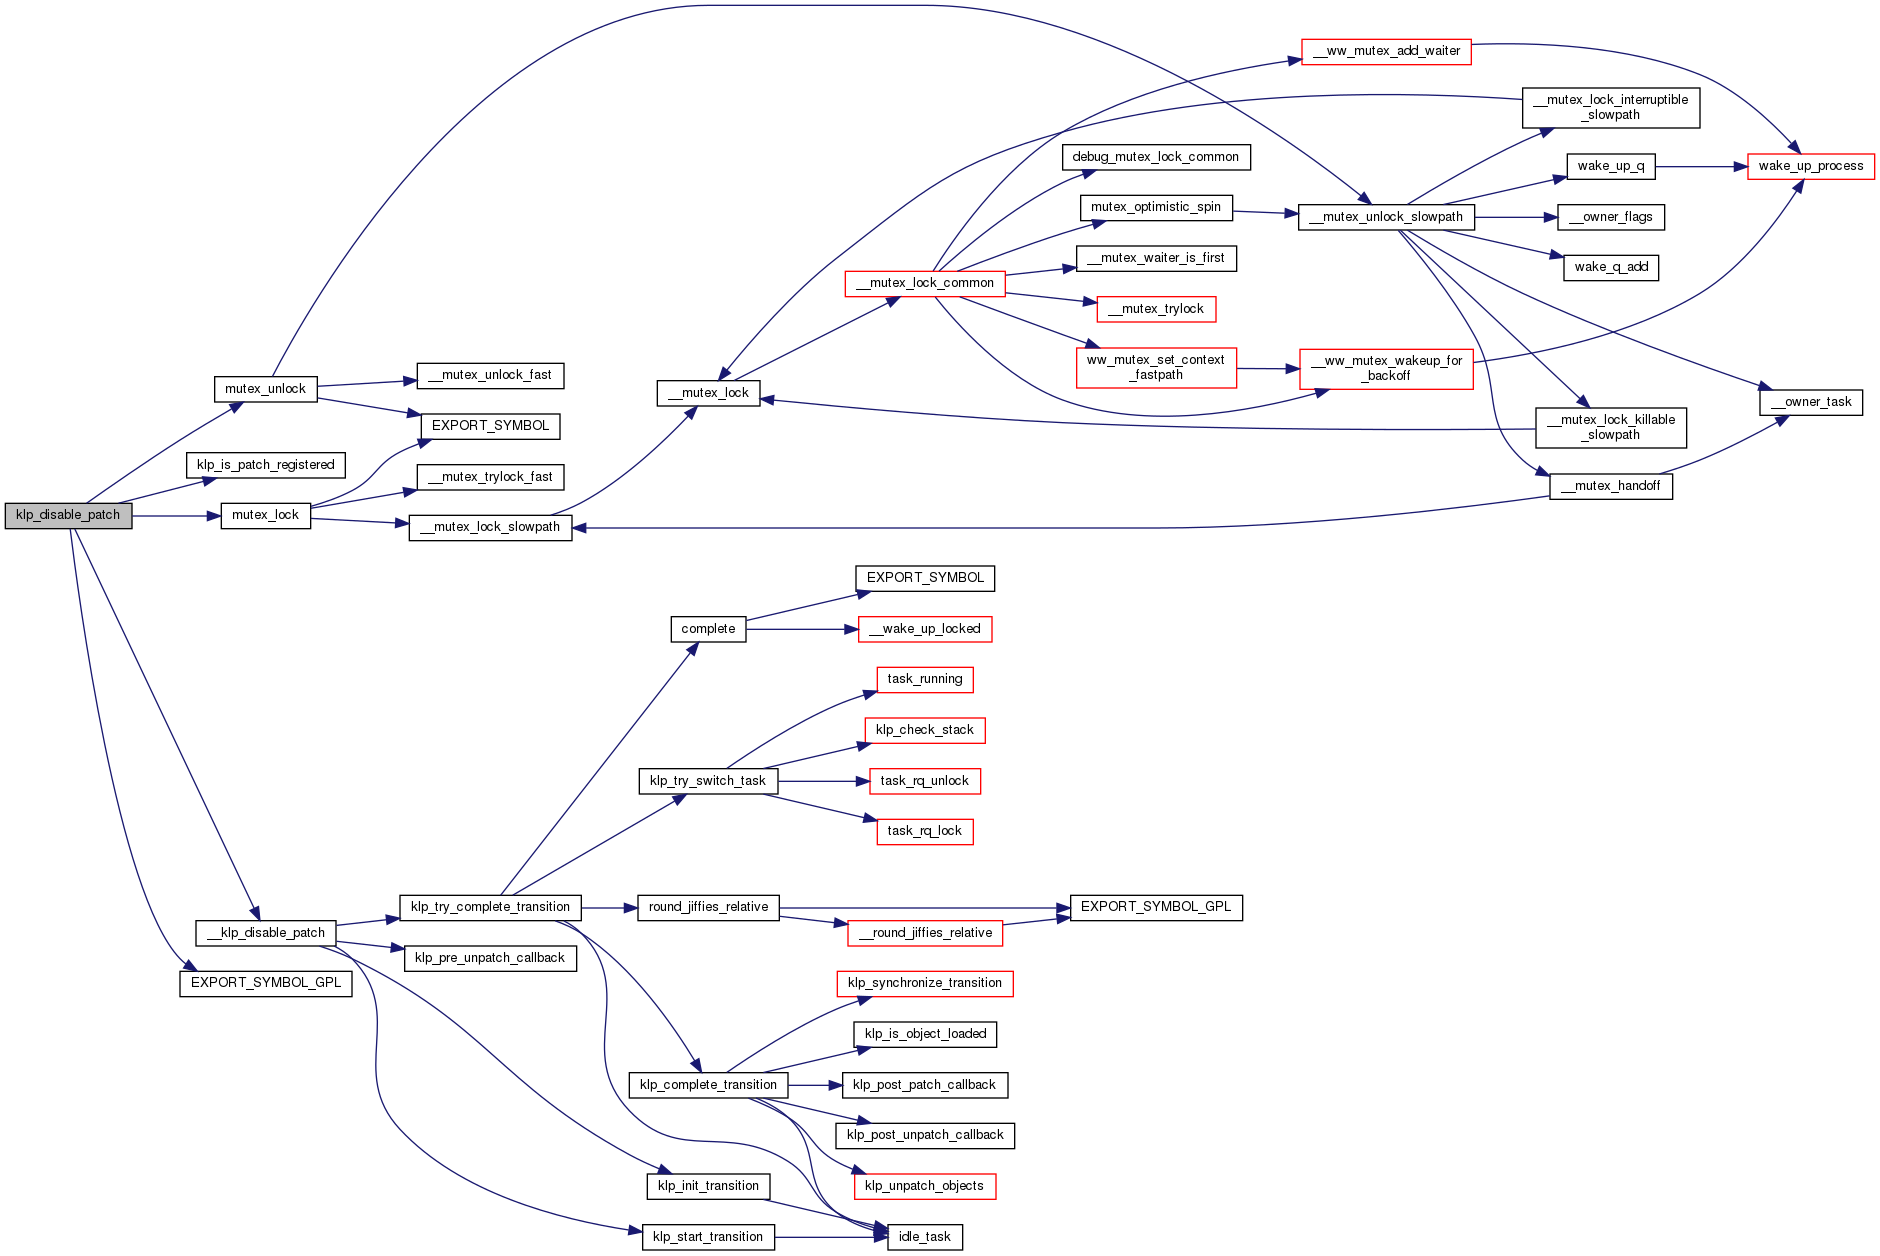 __ww_mutex_add_waiter
__mutex_lock_interruptible
_slowpath
debug_mutex_lock_common
wake_up_q
wake_up_process
mutex_optimistic_spin
__mutex_unlock_slowpath
__owner_flags
__mutex_waiter_is_first
wake_q_add
__mutex_lock_common
__mutex_trylock
ww_mutex_set_context
_fastpath
__ww_mutex_wakeup_for
_backoff
mutex_unlock
__mutex_unlock_fast
__mutex_lock
__owner_task
EXPORT_SYMBOL
__mutex_lock_killable
_slowpath
klp_is_patch_registered
__mutex_trylock_fast
__mutex_handoff
klp_disable_patch
mutex_lock
__mutex_lock_slowpath
EXPORT_SYMBOL
complete
__wake_up_locked
task_running
klp_check_stack
klp_try_switch_task
task_rq_unlock
task_rq_lock
klp_try_complete_transition
round_jiffies_relative
EXPORT_SYMBOL_GPL
__klp_disable_patch
__round_jiffies_relative
klp_pre_unpatch_callback
EXPORT_SYMBOL_GPL
klp_synchronize_transition
klp_is_object_loaded
klp_complete_transition
klp_post_patch_callback
klp_post_unpatch_callback
klp_init_transition
klp_unpatch_objects
klp_start_transition
idle_task